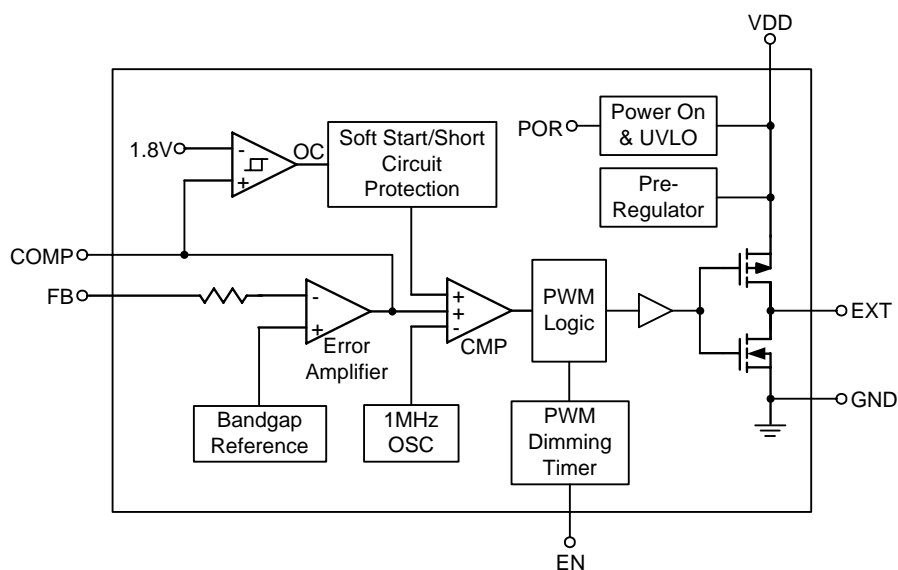 VDD
1.8V
-
+
OC
Soft Start/Short
Circuit
Protection
POR
Power On
& UVLO
Pre-
Regulator
COMP
FB
-
+
Error
Amplifier
+
+
-
CMP
PWM
Logic
EXT
GND
Bandgap
Reference
1MHz
OSC
PWM
Dimming
Timer
EN